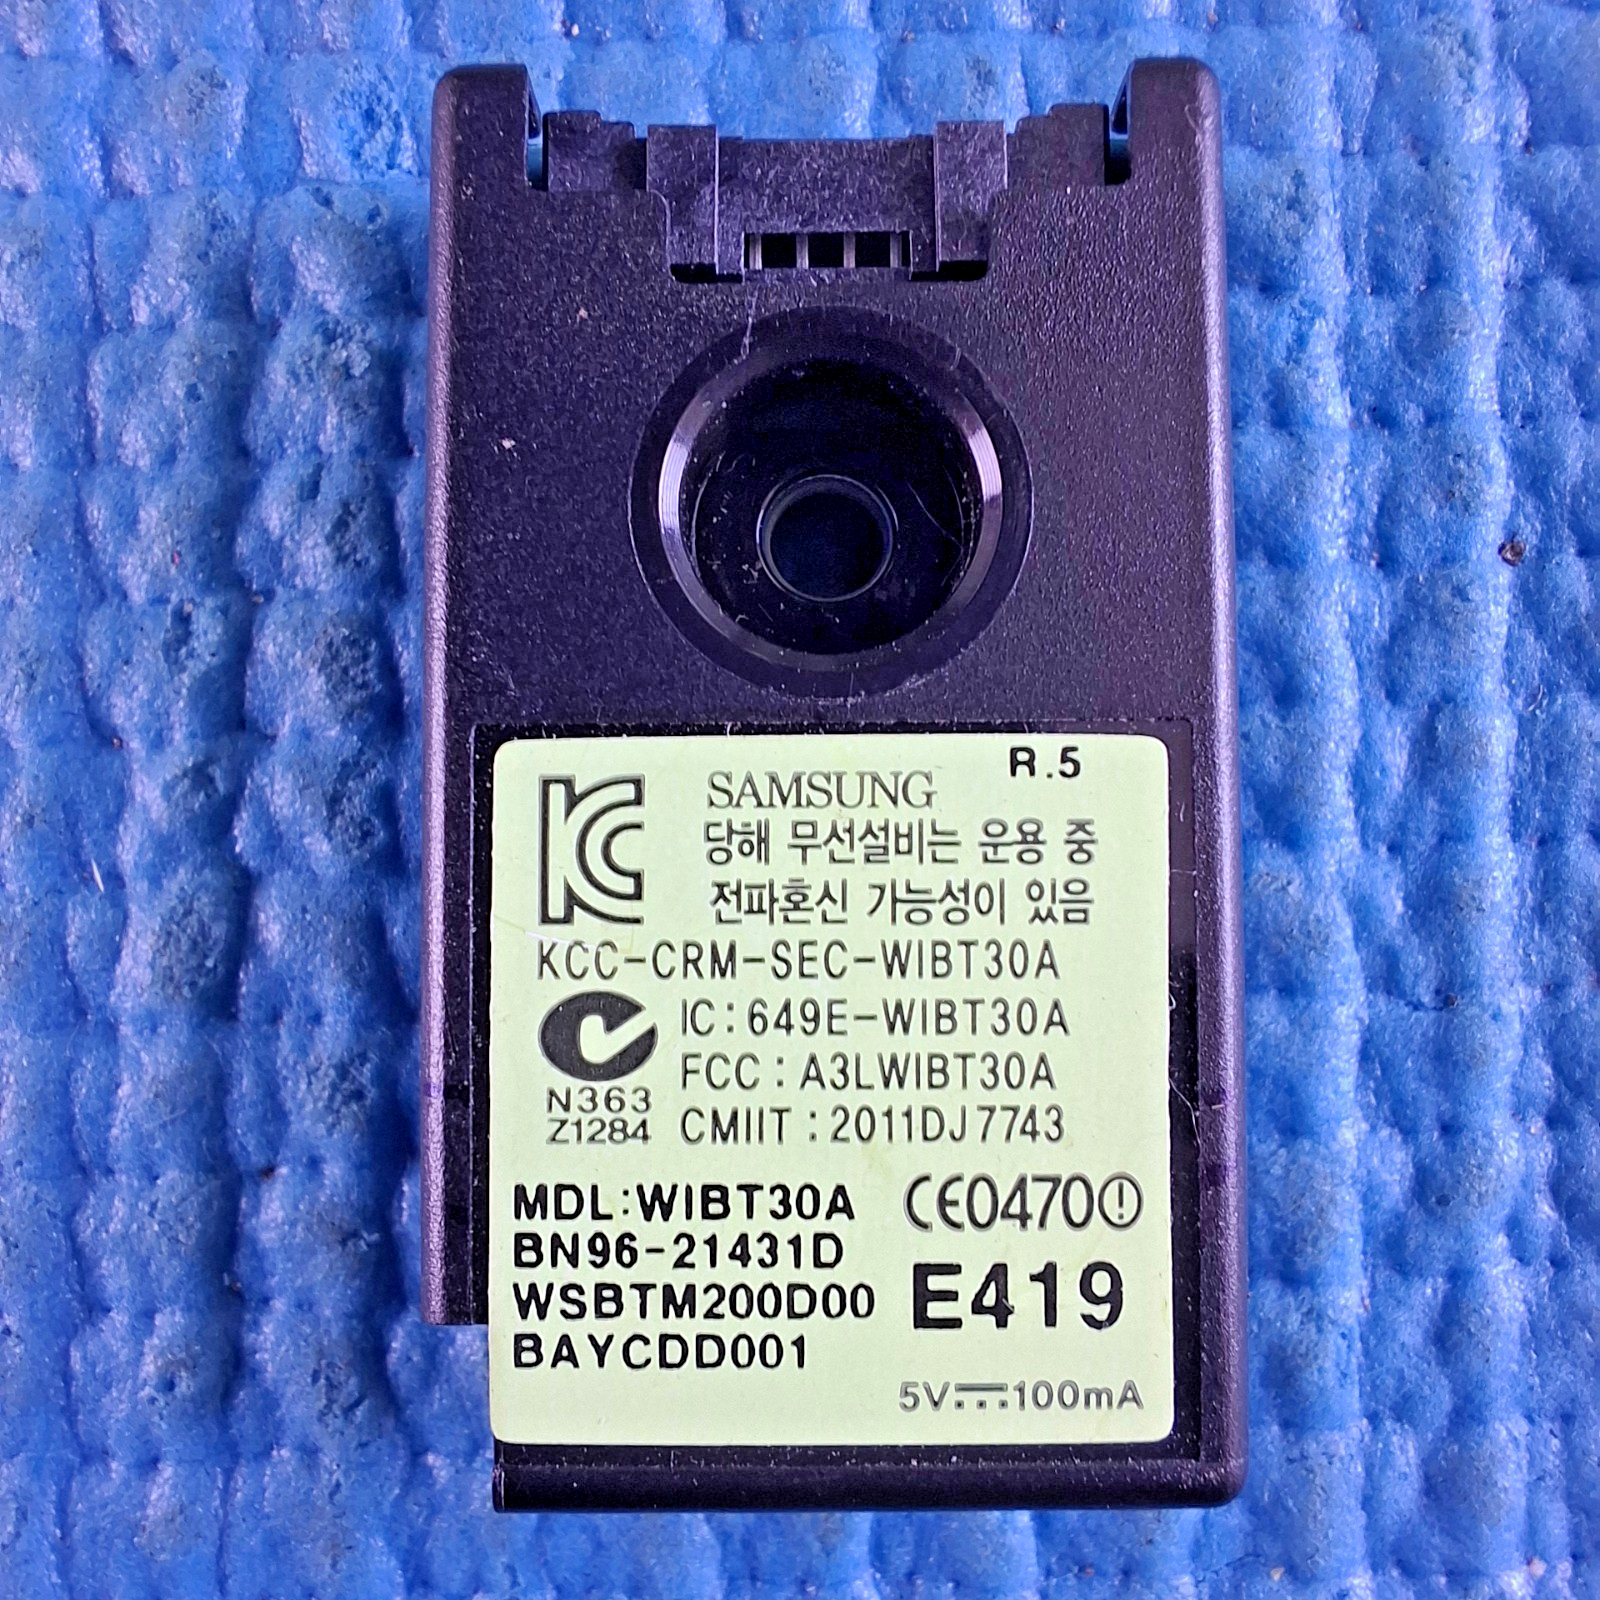 R.5
SAMSUNG
당해 무선설비는 운용 중
전파혼신 가능성이 있음
KCC-CRM-SEC-WIBT30A
IC:649E-WIBT30A
FCC : A3LWIBT30A
N363
Z1284
CMIIT : 2011DJ7743
MDL:WIBT30A
CE0470
BN96-21431D
WSBTM200D00
E419
BAYCDD001
5V⎓100mA